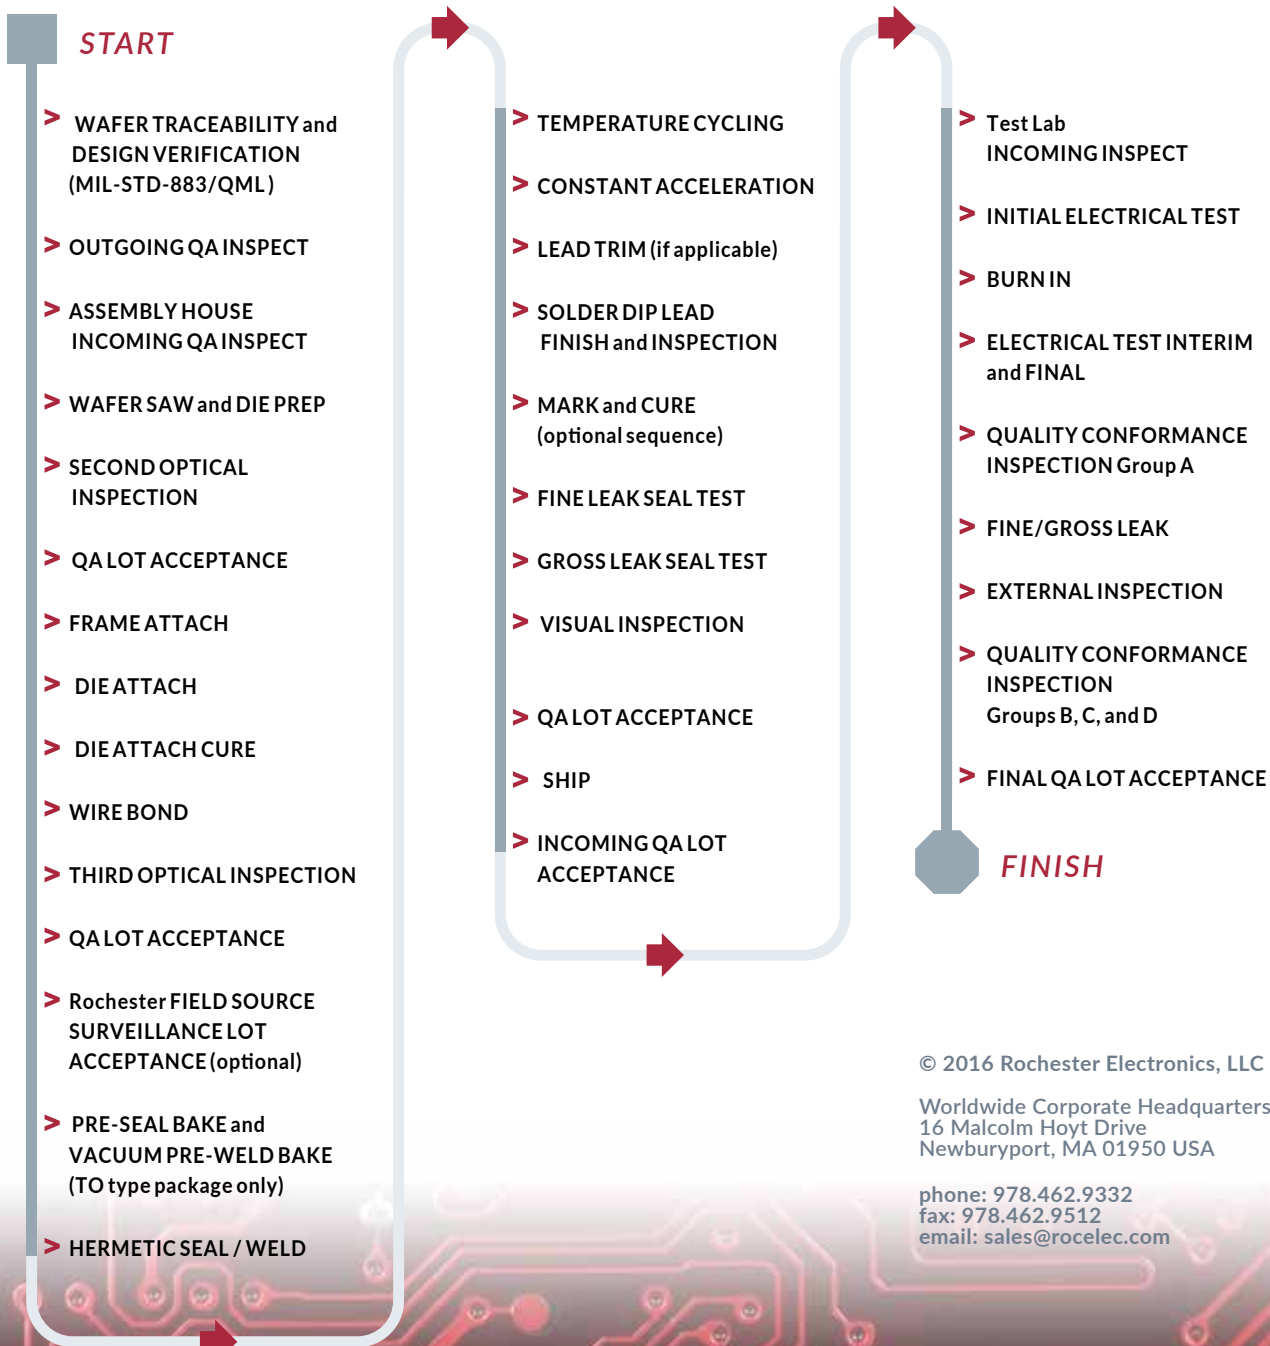 START
> WAFER TRACEABILITY and
DESIGN VERIFICATION
(MIL-STD-883/QML)
> OUTGOING QA INSPECT
> ASSEMBLY HOUSE
INCOMING QA INSPECT
> WAFER SAW and DIE PREP
> SECOND OPTICAL
INSPECTION
> QA LOT ACCEPTANCE
> FRAME ATTACH
> DIE ATTACH
> DIE ATTACH CURE
> WIRE BOND
> THIRD OPTICAL INSPECTION
> QA LOT ACCEPTANCE
> Rochester FIELD SOURCE
SURVEILLANCE LOT
ACCEPTANCE (optional)
> PRE-SEAL BAKE and
VACUUM PRE-WELD BAKE
(TO type package only)
> HERMETIC SEAL / WELD
> TEMPERATURE CYCLING
> CONSTANT ACCELERATION
> LEAD TRIM (if applicable)
> SOLDER DIP LEAD
FINISH and INSPECTION
> MARK and CURE
(optional sequence)
> FINE LEAK SEAL TEST
> GROSS LEAK SEAL TEST
> VISUAL INSPECTION
> QA LOT ACCEPTANCE
> SHIP
> INCOMING QA LOT
ACCEPTANCE
> Test Lab
INCOMING INSPECT
> INITIAL ELECTRICAL TEST
> BURN IN
> ELECTRICAL TEST INTERIM
and FINAL
> QUALITY CONFORMANCE
INSPECTION Group A
> FINE/GROSS LEAK
> EXTERNAL INSPECTION
> QUALITY CONFORMANCE
INSPECTION
Groups B, C, and D
> FINAL QA LOT ACCEPTANCE
FINISH
© 2016 Rochester Electronics, LLC
Worldwide Corporate Headquarters
16 Malcolm Hoyt Drive
Newburyport, MA 01950 USA
phone: 978.462.9332
fax: 978.462.9512
email: sales@rocelec.com